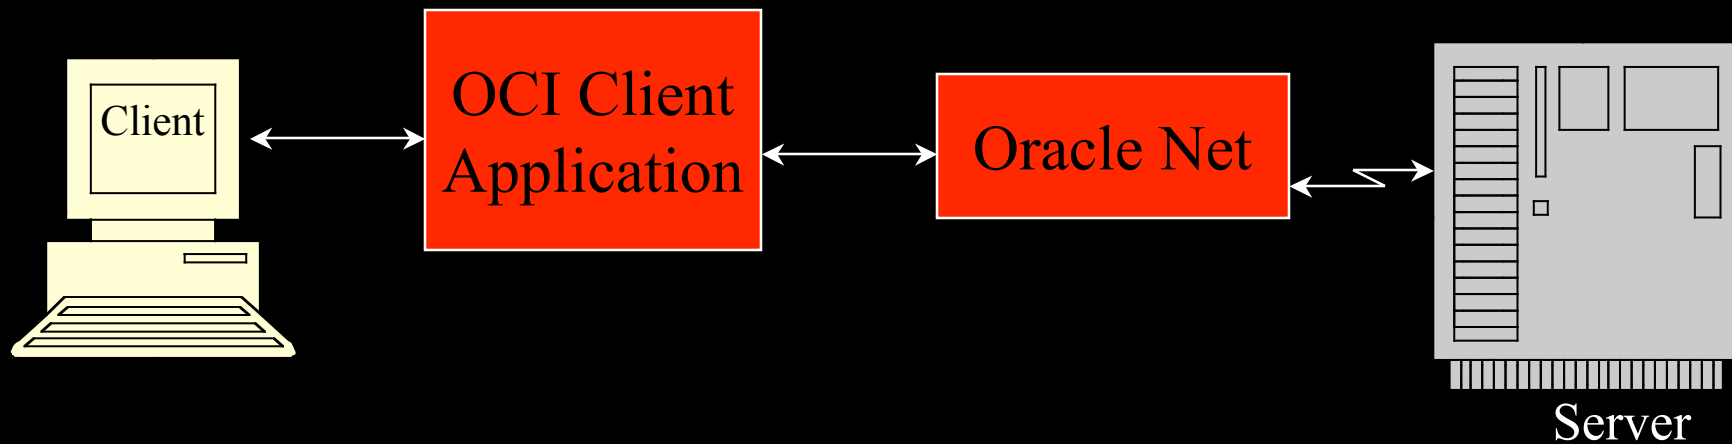 Client
OCI Client
Application
Oracle Net
Server